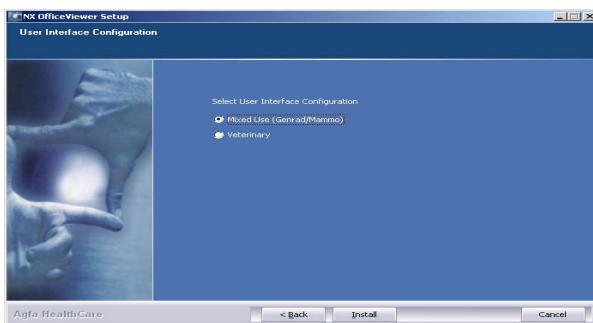 NX OfficeViewer Setup
User Interface Configuration
Select User Interface Configuration
Mixed Use (Genrad/Mammo)
Veterinary
Agfa HealthCare
< Back
Install
Cancel